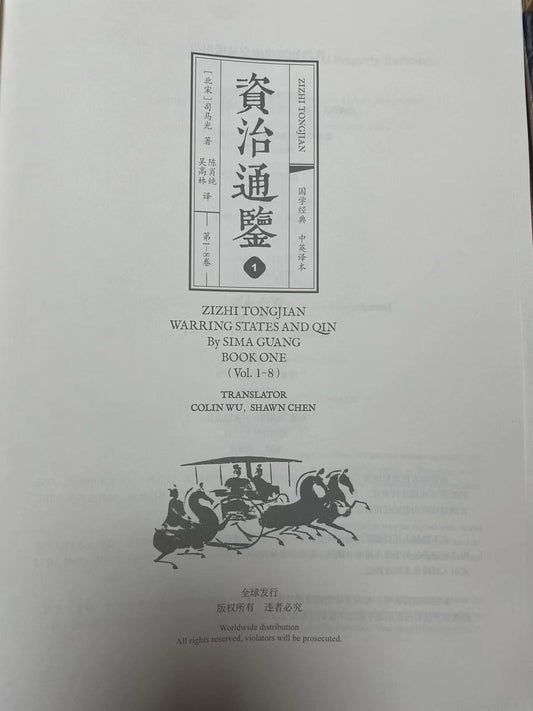 ZIZHI TONGJIAN
国学经典 中英译本
資治通鑒
1
[北宋]司马光 著
陈肖纯
吴高林 译
第1-8卷
ZIZHI TONGJIAN
WARRING STATES AND QIN
By SIMA GUANG
BOOK ONE
(Vol. 1-8)
TRANSLATOR
COLIN WU, SHAWN CHEN
全球发行
版权所有 违者必究
Worldwide distribution
All rights reserved, violators will be prosecuted.